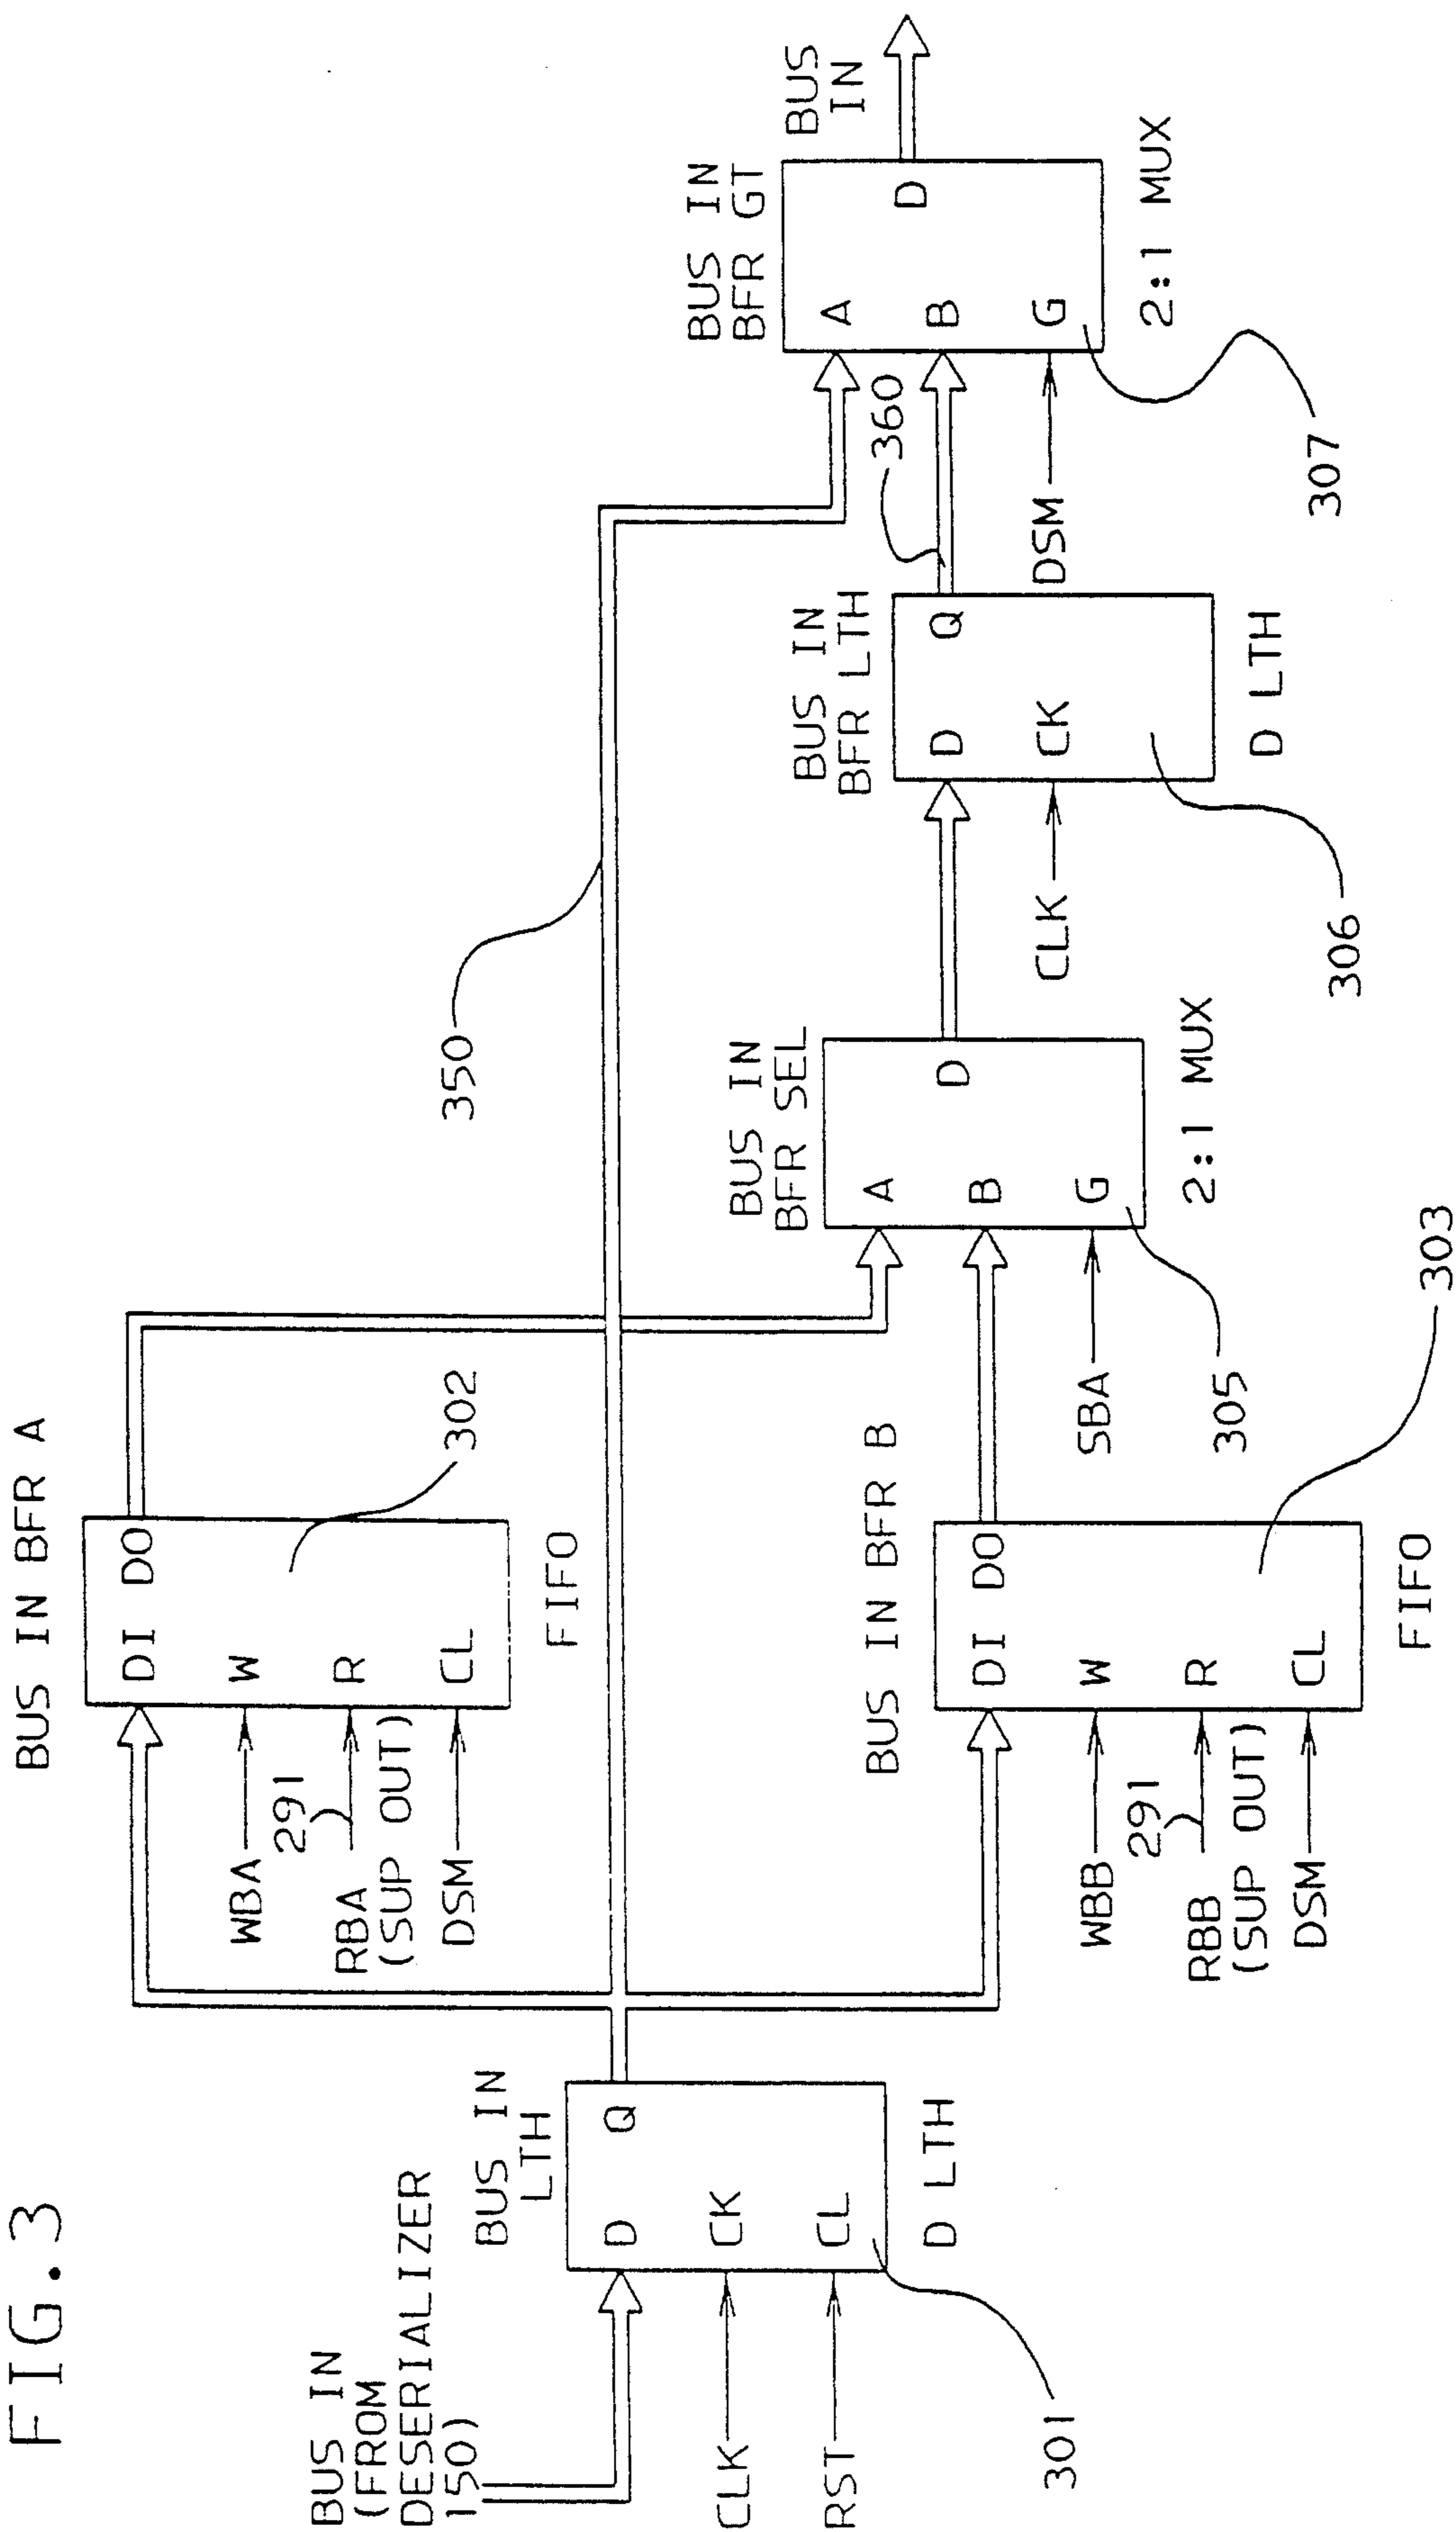 FIG.3
BUS IN
(FROM
DESERIALIZER
150)
CLK
RST
BUS IN
LTH
D
Q
CK
CL
D LTH
301
BUS IN BFR A
DI
DO
W
R
CL
WBA
291
RBA
(SUP OUT)
DSM
302
FIFO
BUS IN BFR B
DI
DO
W
R
CL
WBB
291
RBB
(SUP OUT)
DSM
303
FIFO
350
BUS IN
BFR SEL
A
D
B
G
SBA
305
2:1 MUX
BUS IN
BFR LTH
D
Q
CK
CLK
306
D LTH
360
BUS IN
BFR GT
A
D
B
G
DSM
307
2:1 MUX
BUS
IN